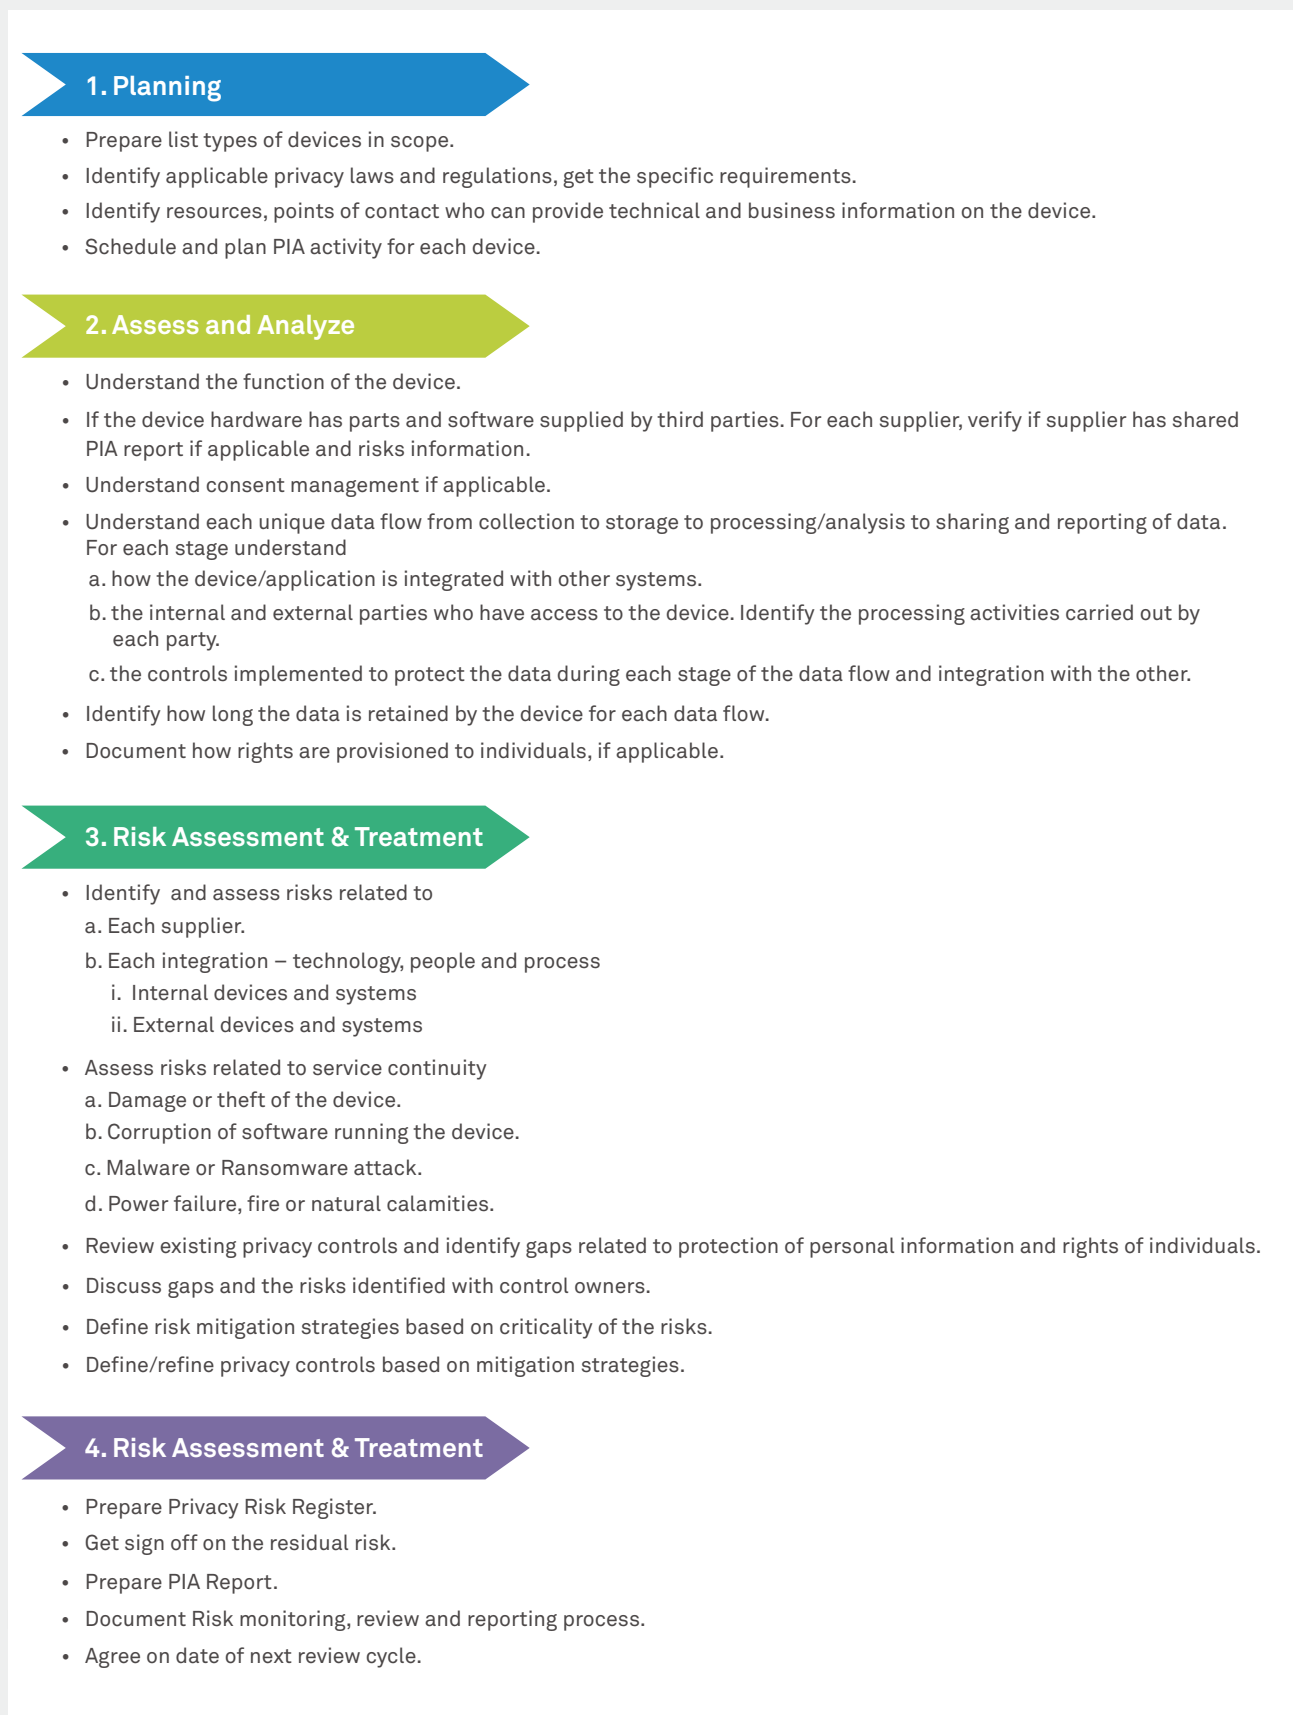 1. Planning
• Prepare list types of devices in scope.
• Identify applicable privacy laws and regulations, get the specific requirements.
• Identify resources, points of contact who can provide technical and business information on the device.
• Schedule and plan PIA activity for each device.
2. Assess and Analyze
• Understand the function of the device.
• If the device hardware has parts and software supplied by third parties. For each supplier, verify if supplier has shared
PIA report if applicable and risks information.
• Understand consent management if applicable.
• Understand each unique data flow from collection to storage to processing/analysis to sharing and reporting of data.
For each stage understand
a. how the device/application is integrated with other systems.
b. the internal and external parties who have access to the device. Identify the processing activities carried out by
each party.
c. the controls implemented to protect the data during each stage of the data flow and integration with the other.
• Identify how long the data is retained by the device for each data flow.
• Document how rights are provisioned to individuals, if applicable.
3. Risk Assessment & Treatment
• Identify and assess risks related to
a. Each supplier.
b. Each integration – technology, people and process
i. Internal devices and systems
ii. External devices and systems
• Assess risks related to service continuity
a. Damage or theft of the device.
b. Corruption of software running the device.
c. Malware or Ransomware attack.
d. Power failure, fire or natural calamities.
• Review existing privacy controls and identify gaps related to protection of personal information and rights of individuals.
• Discuss gaps and the risks identified with control owners.
• Define risk mitigation strategies based on criticality of the risks.
• Define/refine privacy controls based on mitigation strategies.
4. Risk Assessment & Treatment
• Prepare Privacy Risk Register.
• Get sign off on the residual risk.
• Prepare PIA Report.
• Document Risk monitoring, review and reporting process.
• Agree on date of next review cycle.